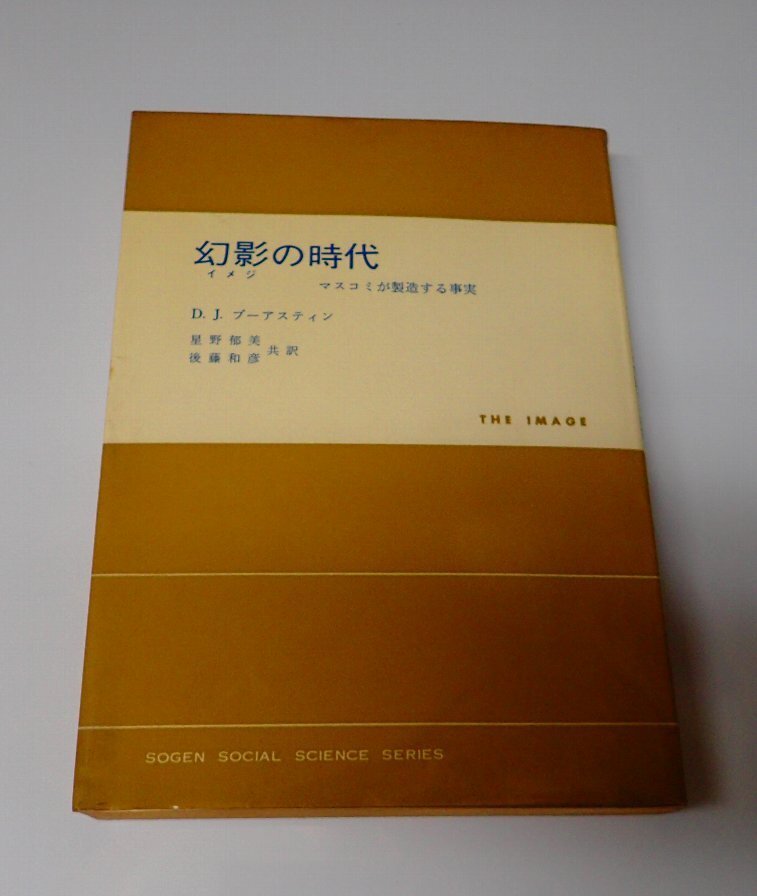 幻影の時代
イメジ
マスコミが製造する事実
D. J. ブーアスティン
星野郁美
後藤和彦 共訳
THE IMAGE
SOGEN SOCIAL SCIENCE SERIES